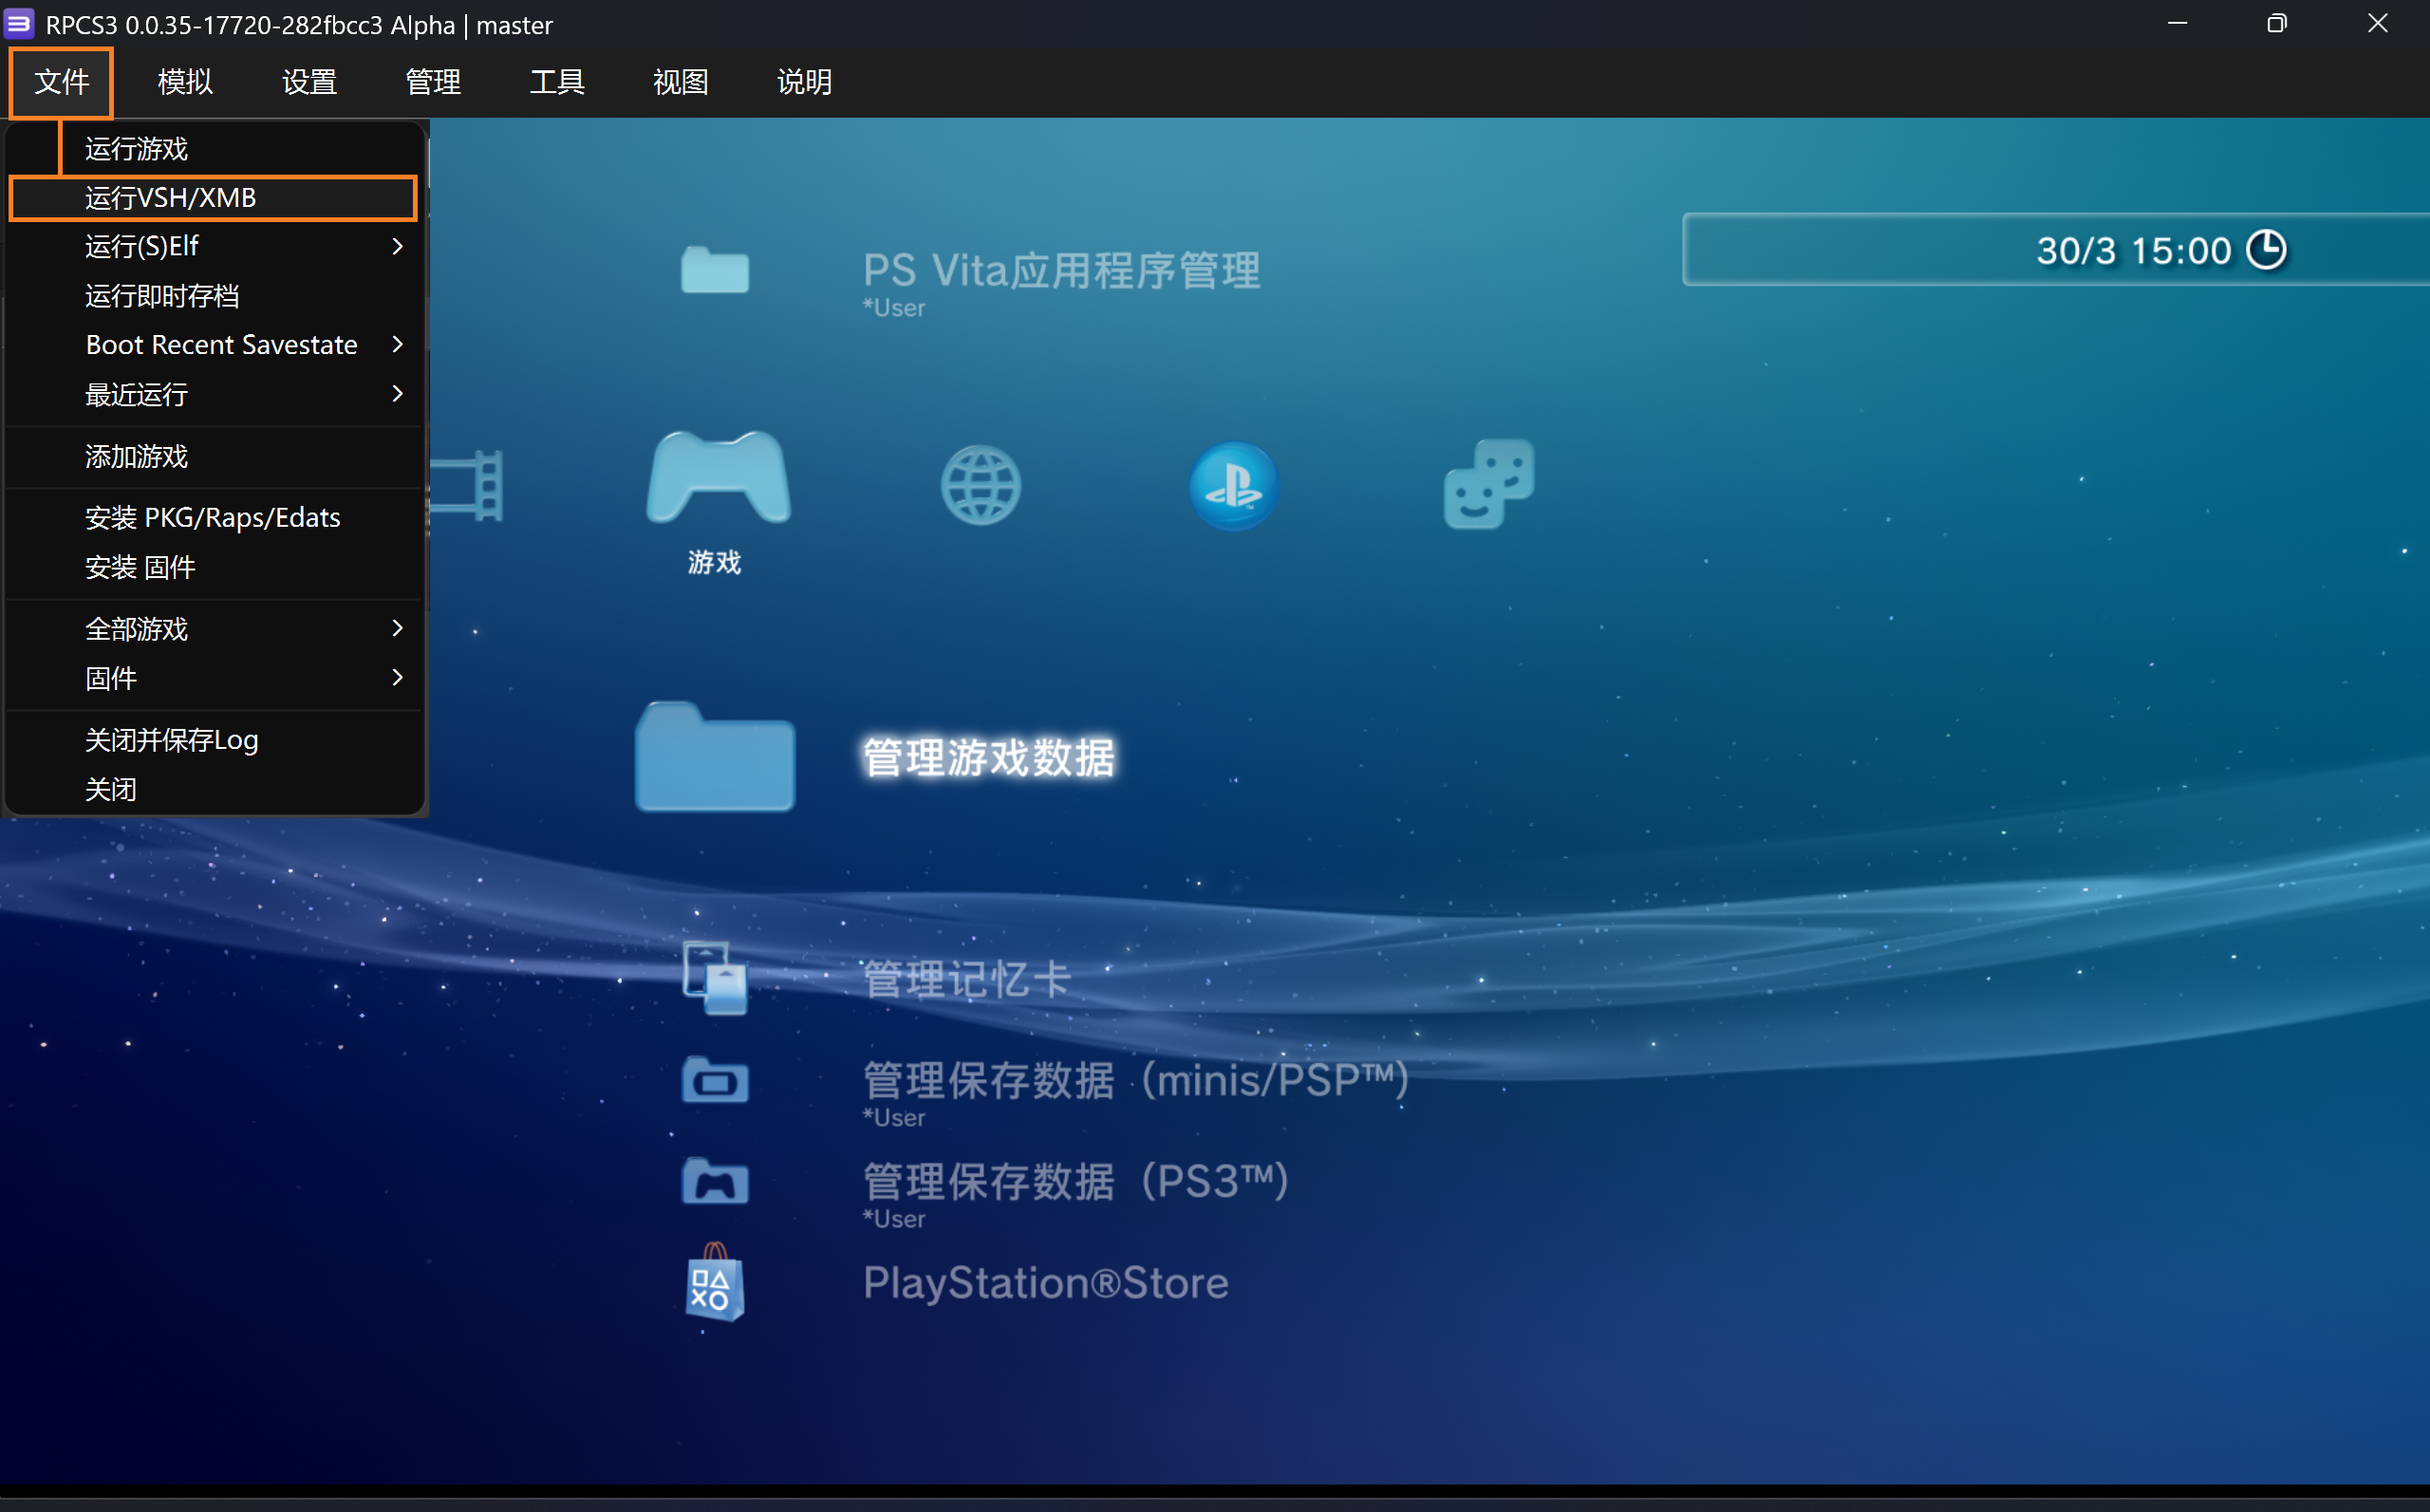 RPCS3 0.0.35-17720-282fbcc3 Alpha | master
文件 模拟 设置 管理 工具 视图 说明
运行游戏
运行VSH/XMB
运行(S)Elf
运行即时存档
Boot Recent Savestate
最近运行
添加游戏
安装 PKG/Raps/Edats
安装 固件
全部游戏
固件
关闭并保存Log
关闭
30/3 15:00
PS Vita应用程序管理
*User
游戏
管理游戏数据
管理记忆卡
管理保存数据（minis/PSP™）
*User
管理保存数据（PS3™）
*User
PlayStation®Store